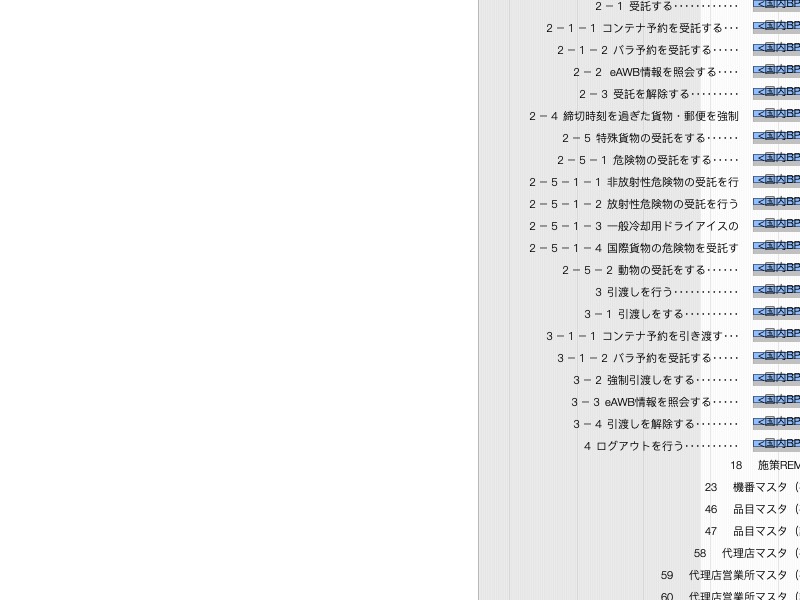 2－1 受託する············ <国内BP
2－1－1 コンテナ予約を受託する··· <国内BP
2－1－2 バラ予約を受託する····· <国内BP
2－2 eAWB情報を照会する···· <国内BP
2－3 受託を解除する········· <国内BP
2－4 締切時刻を過ぎた貨物・郵便を強制 <国内BP
2－5 特殊貨物の受託をする······ <国内BP
2－5－1 危険物の受託をする····· <国内BP
2－5－1－1 非放射性危険物の受託を行 <国内BP
2－5－1－2 放射性危険物の受託を行う <国内BP
2－5－1－3 一般冷却用ドライアイスの <国内BP
2－5－1－4 国際貨物の危険物を受託す <国内BP
2－5－2 動物の受託をする······ <国内BP
3 引渡しを行う············ <国内BP
3－1 引渡しをする·········· <国内BP
3－1－1 コンテナ予約を引き渡す··· <国内BP
3－1－2 バラ予約を受託する····· <国内BP
3－2 強制引渡しをする········ <国内BP
3－3 eAWB情報を照会する····· <国内BP
3－4 引渡しを解除する········ <国内BP
4 ログアウトを行う·········· <国内BP
18 施策REM
23 機番マスタ（
46 品目マスタ（
47 品目マスタ（
58 代理店マスタ（
59 代理店営業所マスタ（
60 代理店営業所マスタ（